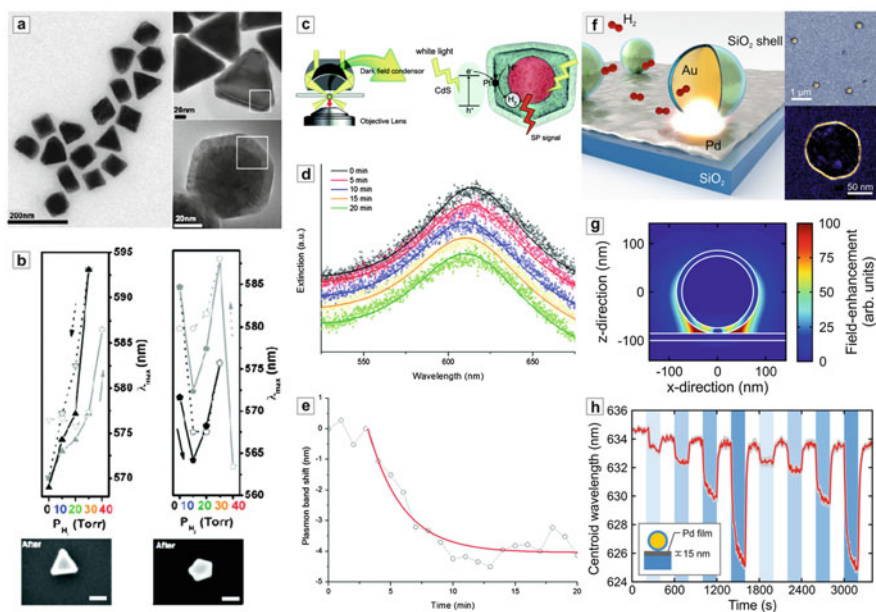 a
200nm
20nm
20nm
b
λmax (nm)
595
590
585
580
575
570
0 10 20 30 40
P H₂ (Torr)
585
580
575
570
565
560
λmax (nm)
0 10 20 30 40
P H₂ (Torr)
After
After
c
Dark field condensor
Objective Lens
white light
CdS
e-
h+
Pt
H₂
SP signal
d
Extinction (a.u.)
0 min
5 min
10 min
15 min
20 min
550 600 650
Wavelength (nm)
e
Plasmon band shift (nm)
1
0
-1
-2
-3
-4
-5
0 5 10 15 20
Time (min)
f
H₂
SiO₂ shell
Au
Pd
SiO₂
1 µm
50 nm
g
z-direction (nm)
100
0
-100
-100 0 100
x-direction (nm)
100
75
50
25
0
Field-enhancement
(arb. units)
h
Centroid wavelength (nm)
636
634
632
630
628
626
624
Pd film
15 nm
0 600 1200 1800 2400 3000
Time (s)